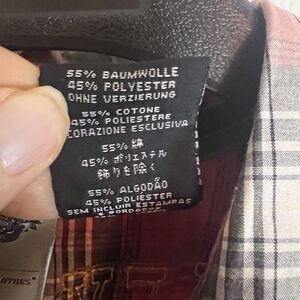 55% BAUMWOLLE
45% POLYESTER
OHNE VERZIERUNG
55% COTONE
45% POLIESTERE
CORAZIONE ESCLUSIVA
55% 綿
45% ポリエステル
飾りを除く
55% ALGODÃO
45% POLIÉSTER
SEM INCLUIR ESTAMPAS